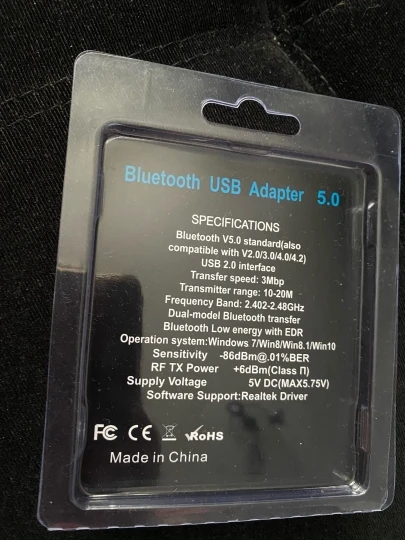 Bluetooth USB Adapter 5.0
SPECIFICATIONS
Bluetooth V5.0 standard(also
compatible with V2.0/3.0/4.0/4.2)
USB 2.0 interface
Transfer speed: 3Mbp
Transmitter range: 10-20M
Frequency Band: 2.402-2.48GHz
Dual-model Bluetooth transfer
Bluetooth Low energy with EDR
Operation system:Windows 7/Win8/Win8.1/Win10
Sensitivity -86dBm@.01%BER
RF TX Power +6dBm(Class Π)
Supply Voltage 5V DC(MAX5.75V)
Software Support:Realtek Driver
FC CE RoHS
Made in China